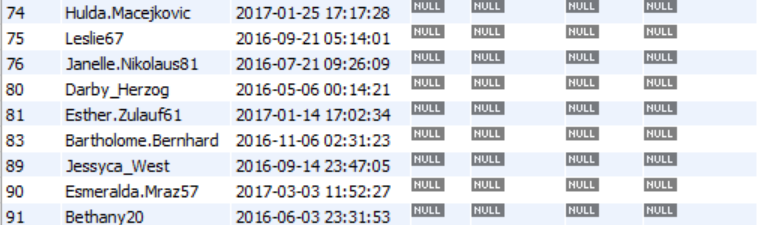 74 Hulda.Macejkovic 2017-01-25 17:17:28 NULL NULL NULL NULL
75 Leslie67 2016-09-21 05:14:01 NULL NULL NULL NULL
76 Janelle.Nikolaus81 2016-07-21 09:26:09 NULL NULL NULL NULL
80 Darby_Herzog 2016-05-06 00:14:21 NULL NULL NULL NULL
81 Esther.Zulauf61 2017-01-14 17:02:34 NULL NULL NULL NULL
83 Bartholome.Bernhard 2016-11-06 02:31:23 NULL NULL NULL NULL
89 Jessyca_West 2016-09-14 23:47:05 NULL NULL NULL NULL
90 Esmeralda.Mraz57 2017-03-03 11:52:27 NULL NULL NULL NULL
91 Bethany20 2016-06-03 23:31:53 NULL NULL NULL NULL